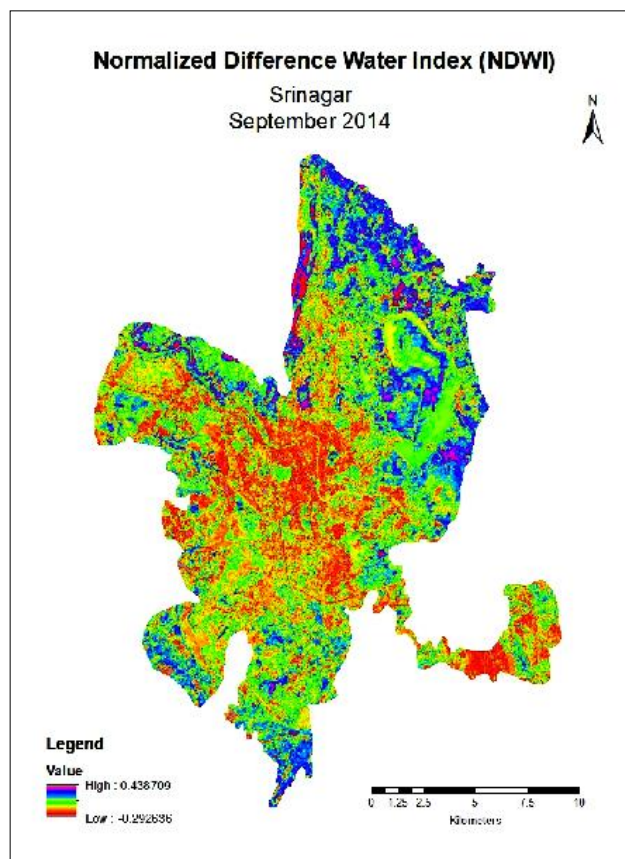 Normalized Difference Water Index (NDWI)
Srinagar
September 2014
N
Legend
Value
High : 0.438709
Low : -0.292636
0 1.25 2.5 5 7.5 10
Kilometers